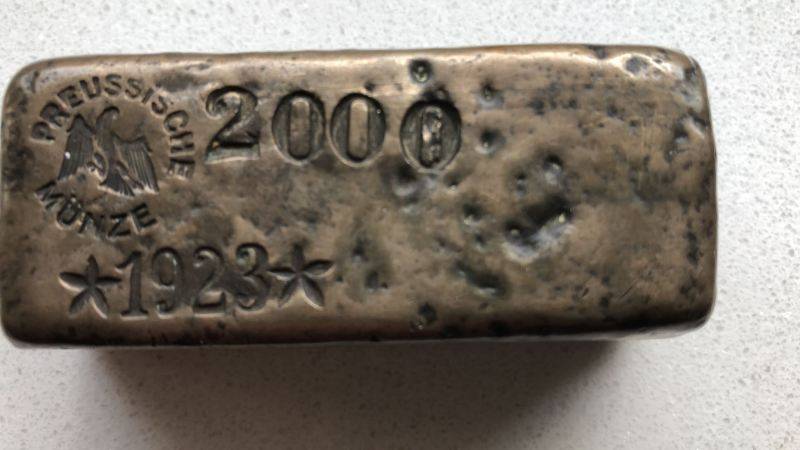 PREUSSISCHE
MÜNZE
2000
*1923*